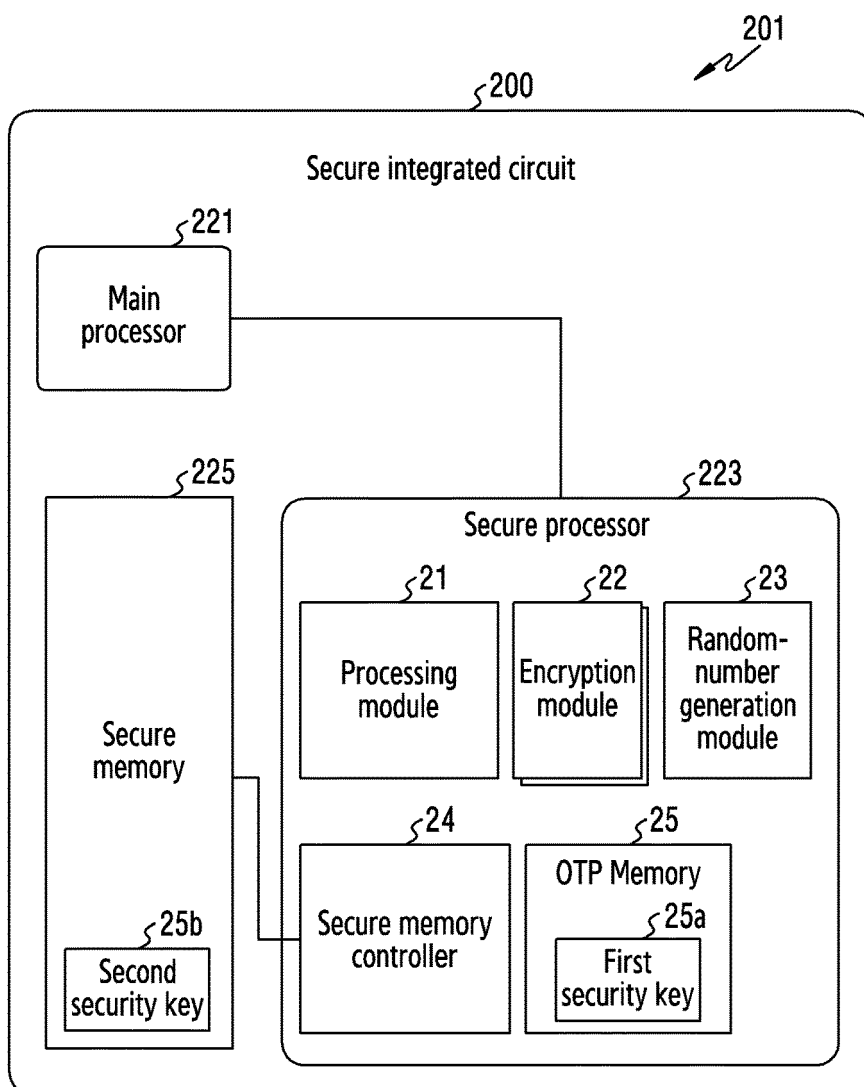 201
200
Secure integrated circuit
221
Main
processor
225
Secure
memory
25b
Second
security key
223
Secure processor
21
Processing
module
22
Encryption
module
23
Random-
number
generation
module
24
Secure memory
controller
25
OTP Memory
25a
First
security key